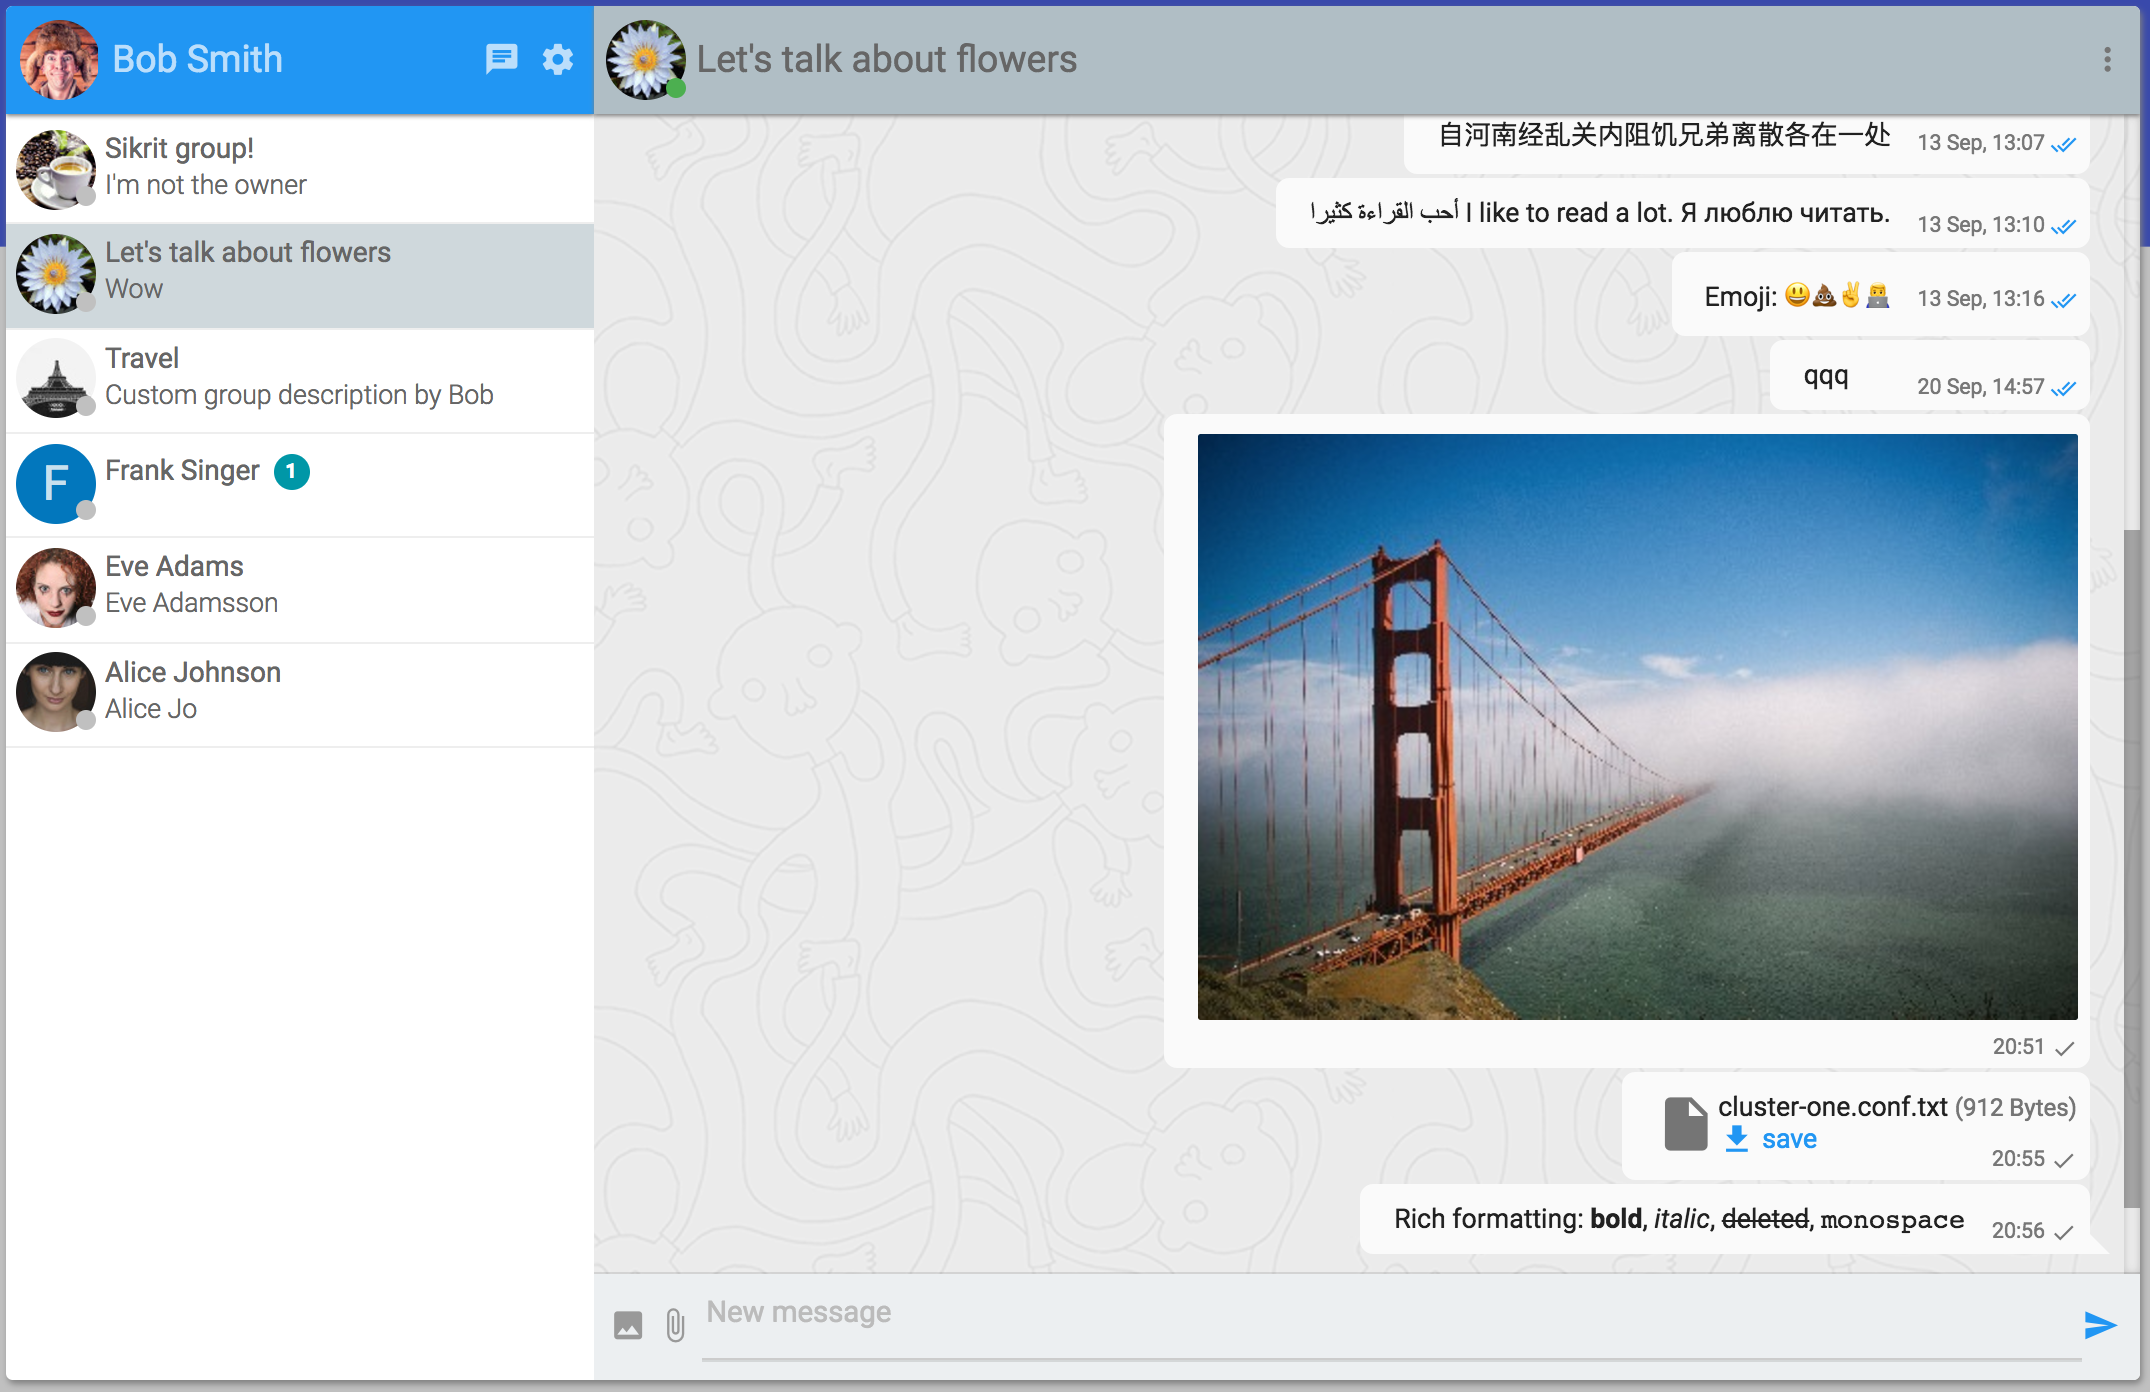 Bob Smith
Sikrit group!
I'm not the owner
Let's talk about flowers
Wow
Travel
Custom group description by Bob
F
Frank Singer 1
Eve Adams
Eve Adamsson
Alice Johnson
Alice Jo
Let's talk about flowers
自河南经乱关内阻饥兄弟离散各在一处 13 Sep, 13:07
أحب القراءة كثيرا I like to read a lot. Я люблю читать. 13 Sep, 13:10
Emoji: 😃💩✌️👨‍💻 13 Sep, 13:16
qqq 20 Sep, 14:57
20:51
cluster-one.conf.txt (912 Bytes)
save
20:55
Rich formatting: bold, italic, deleted, monospace 20:56
New message